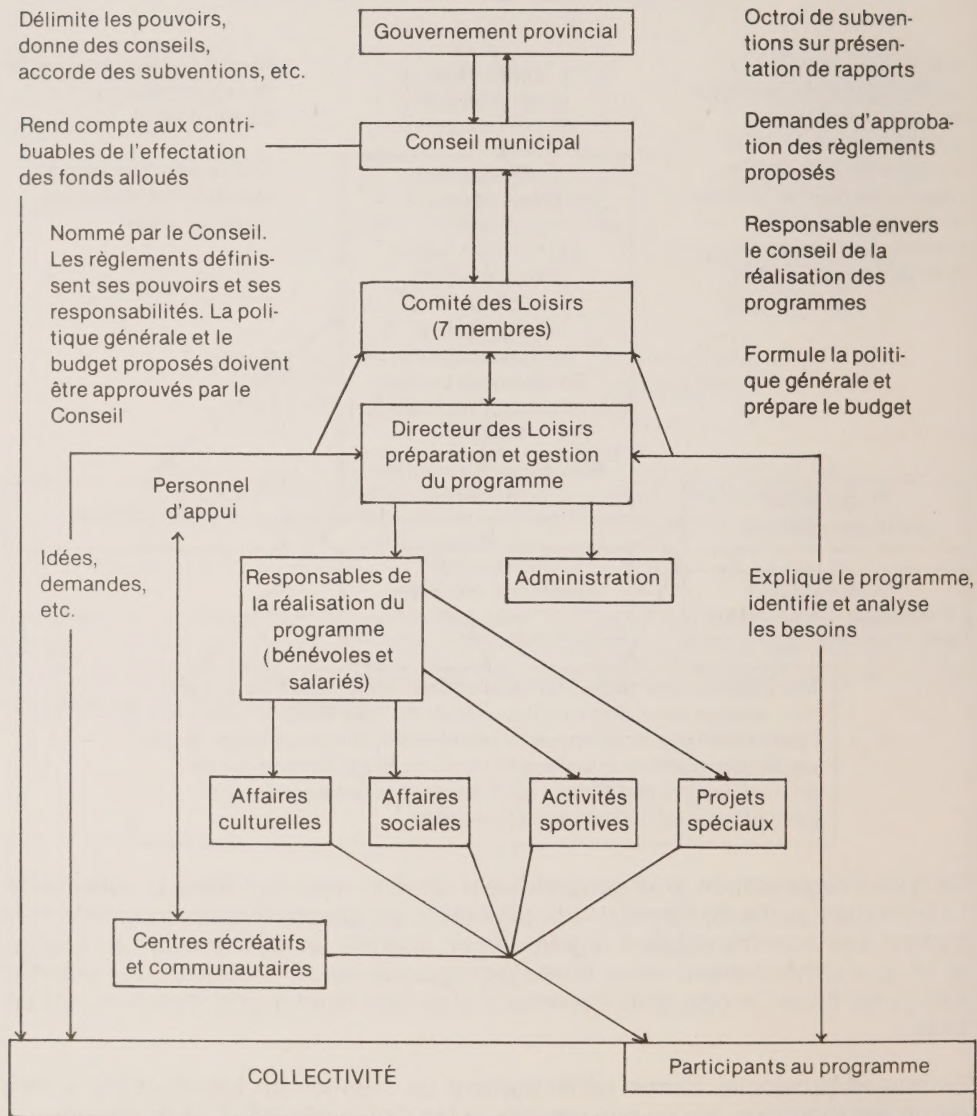 Délimite les pouvoirs,
donne des conseils,
accorde des subventions, etc.
Gouvernement provincial
Octroi de subven-
tions sur présen-
tation de rapports
Rend compte aux contri-
buables de l'effectation
des fonds alloués
Conseil municipal
Demandes d'approba-
tion des règlements
proposés
Nommé par le Conseil.
Les règlements définis-
sent ses pouvoirs et ses
responsabilités. La poli-
tique générale et le
budget proposés doivent
être approuvés par le
Conseil
Comité des Loisirs
(7 membres)
Responsable envers
le conseil de la
réalisation des
programmes
Formule la politi-
que générale et
prépare le budget
Directeur des Loisirs
préparation et gestion
du programme
Personnel
d'appui
Idées,
demandes,
etc.
Responsables de
la réalisation du
programme
(bénévoles et
salariés)
Administration
Explique le programme,
identifie et analyse
les besoins
Affaires
culturelles
Affaires
sociales
Activités
sportives
Projets
spéciaux
Centres récréatifs
et communautaires
COLLECTIVITÉ
Participants au programme